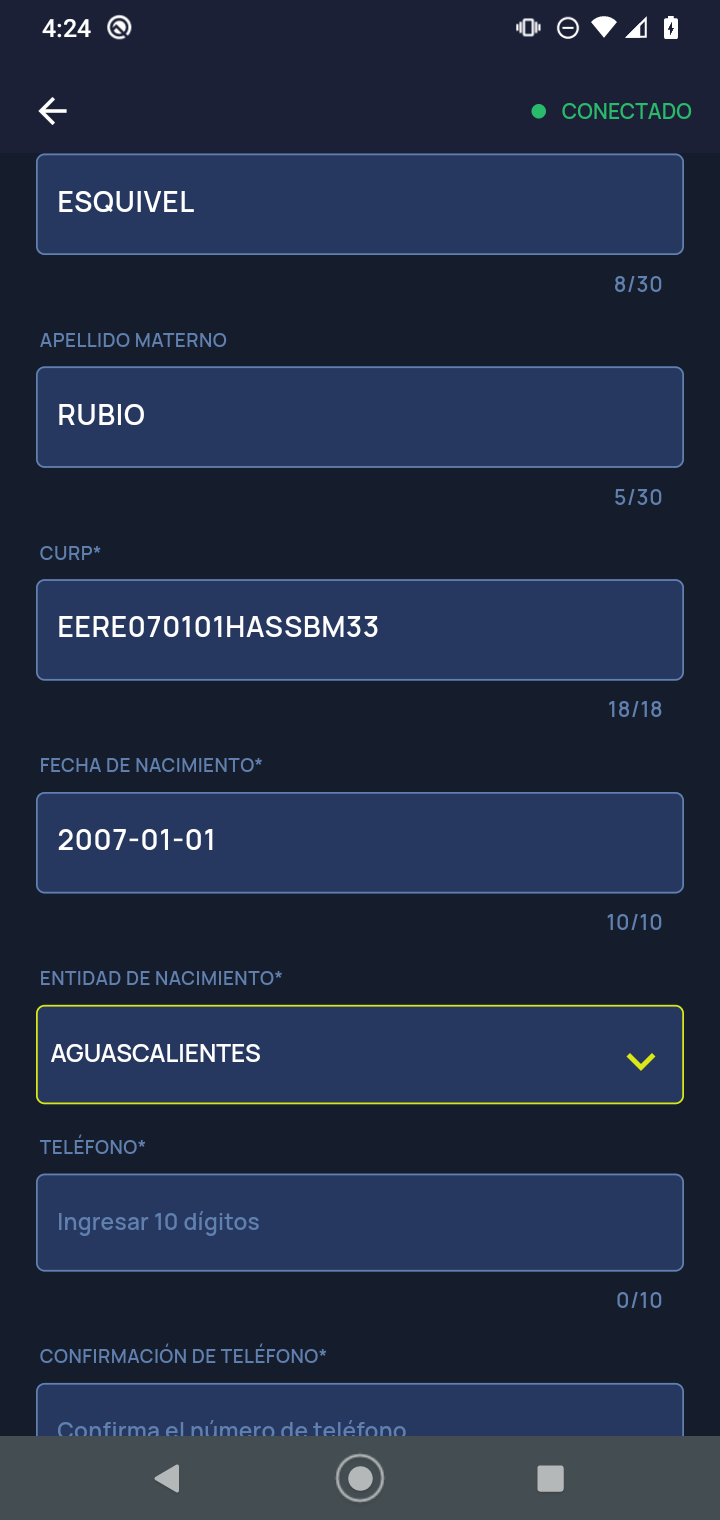 4:24
CONECTADO
ESQUIVEL
8/30
APELLIDO MATERNO
RUBIO
5/30
CURP*
EERE070101HASSBM33
18/18
FECHA DE NACIMIENTO*
2007-01-01
10/10
ENTIDAD DE NACIMIENTO*
AGUASCALIENTES
TELÉFONO*
Ingresar 10 dígitos
0/10
CONFIRMACIÓN DE TELÉFONO*
Confirma el número de teléfono